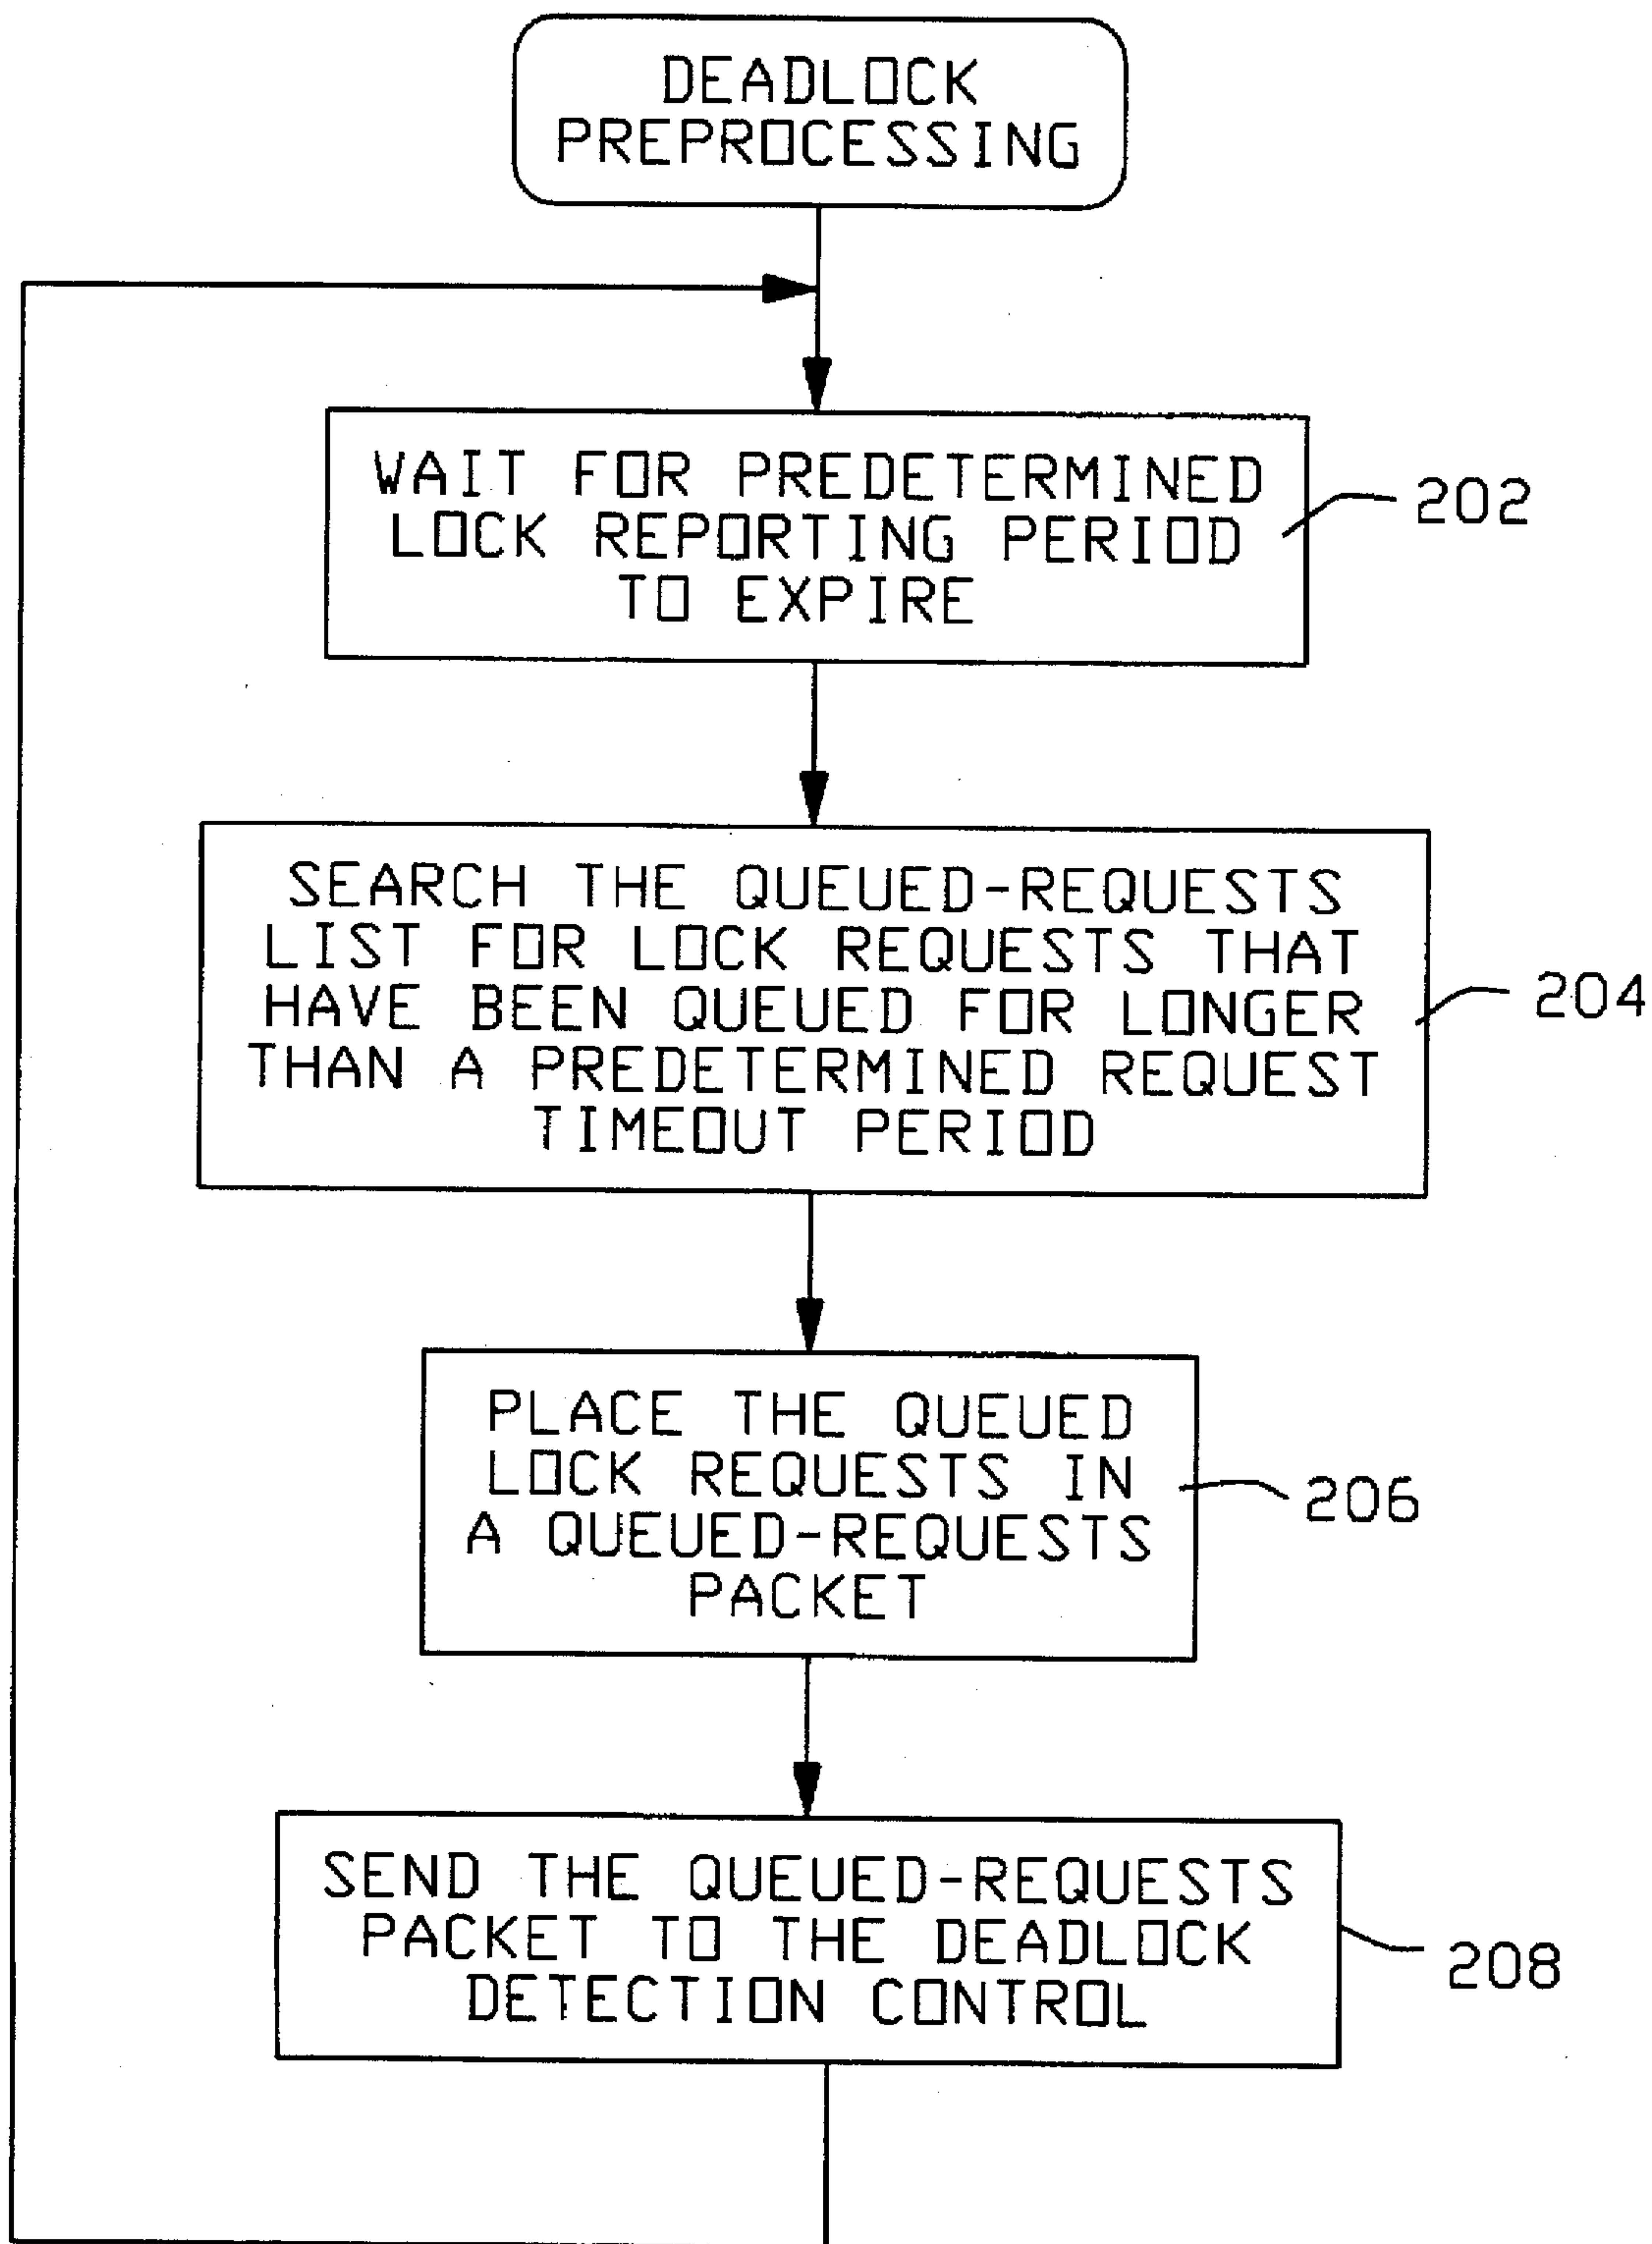 DEADLOCK
PREPROCESSING
WAIT FOR PREDETERMINED
LOCK REPORTING PERIOD
TO EXPIRE
202
SEARCH THE QUEUED-REQUESTS
LIST FOR LOCK REQUESTS THAT
HAVE BEEN QUEUED FOR LONGER
THAN A PREDETERMINED REQUEST
TIMEOUT PERIOD
204
PLACE THE QUEUED
LOCK REQUESTS IN
A QUEUED-REQUESTS
PACKET
206
SEND THE QUEUED-REQUESTS
PACKET TO THE DEADLOCK
DETECTION CONTROL
208